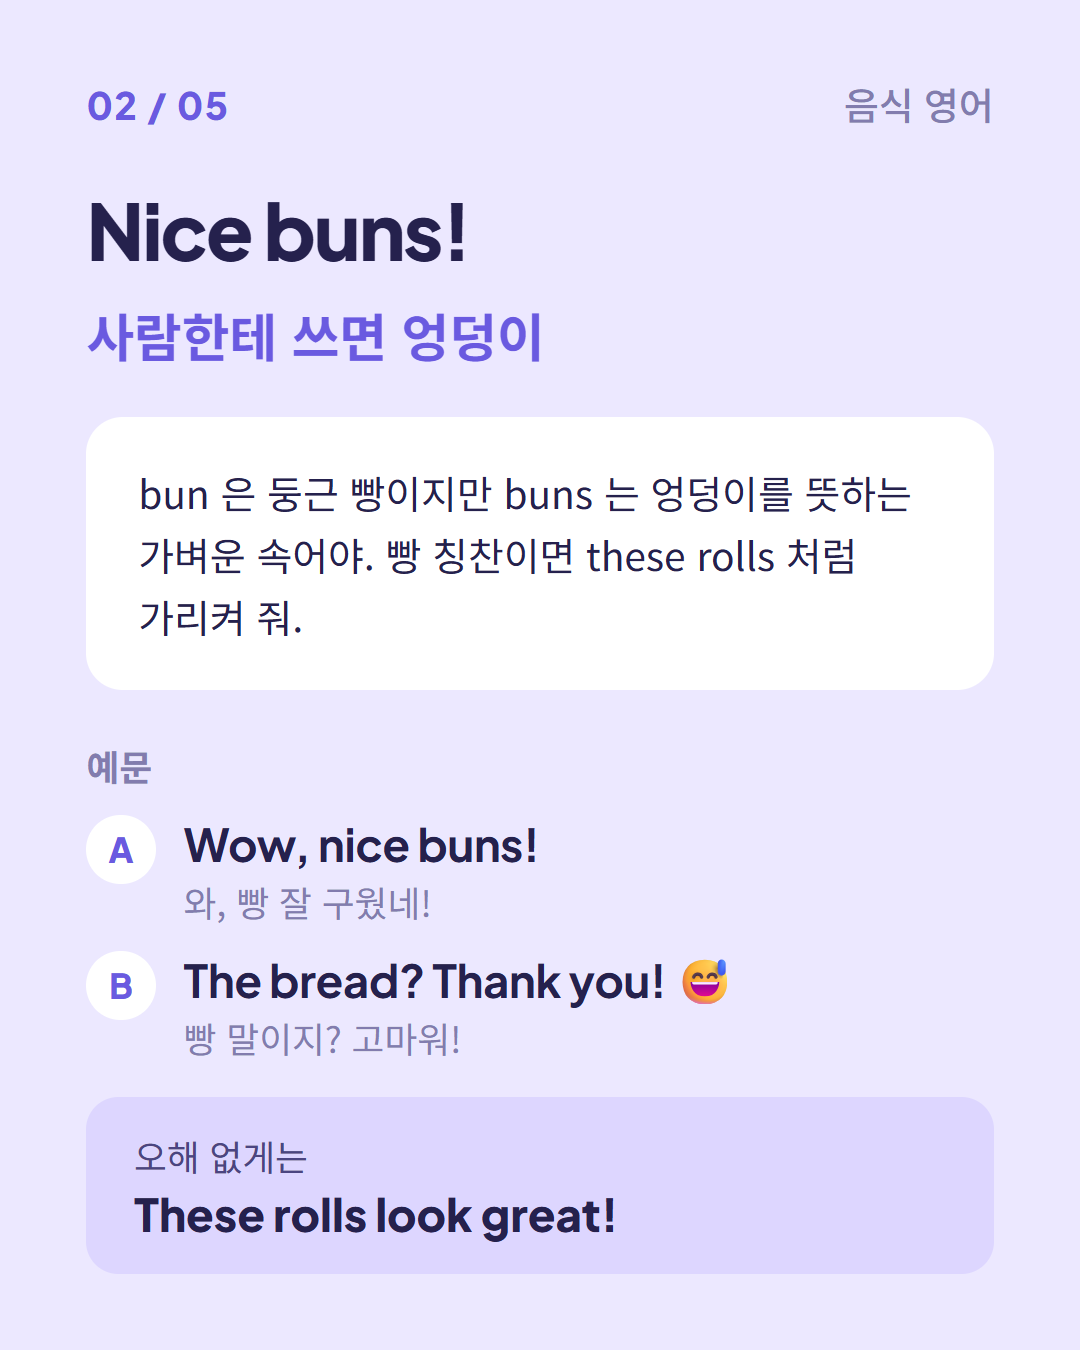 02 / 05
음식 영어
Nice buns!
사람한테 쓰면 엉덩이
bun 은 둥근 빵이지만 buns 는 엉덩이를 뜻하는
가벼운 속어야. 빵 칭찬이면 these rolls 처럼
가리켜 줘.
예문
A
Wow, nice buns!
와, 빵 잘 구웠네!
B
The bread? Thank you! 😅
빵 말이지? 고마워!
오해 없게는
These rolls look great!